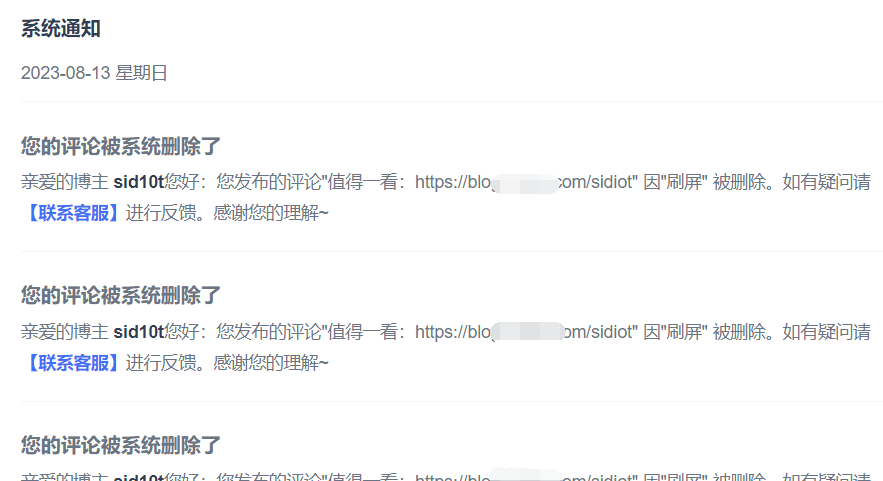 系统通知
2023-08-13 星期日
您的评论被系统删除了
亲爱的博主 sid10t您好：您发布的评论"值得一看：https://blog com/sidiot" 因"刷屏" 被删除。如有疑问请
【联系客服】进行反馈。感谢您的理解~
您的评论被系统删除了
亲爱的博主 sid10t您好：您发布的评论"值得一看：https://blog om/sidiot" 因"刷屏" 被删除。如有疑问请
【联系客服】进行反馈。感谢您的理解~
您的评论被系统删除了
亲爱的博主 sid10t您好：您发布的评论"值得一看：https://blog om/sidiot" 因"刷屏" 被删除。如有疑问请